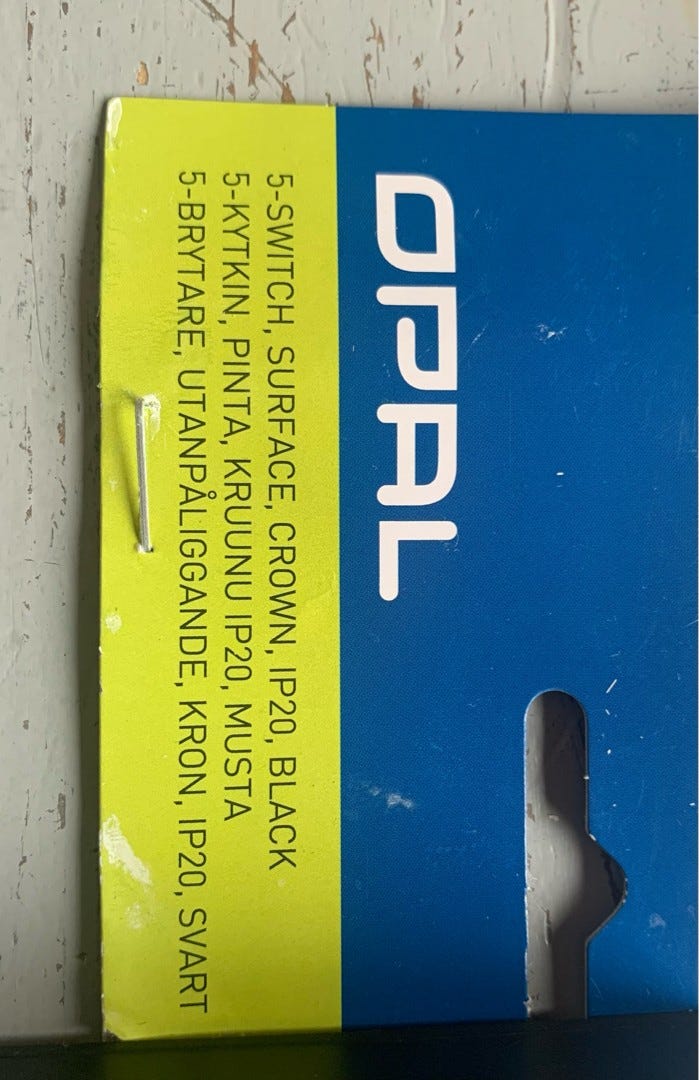 OPAL
5-SWITCH, SURFACE, CROWN, IP20, BLACK
5-KYTKIN, PINTA, KRUUNU IP20, MUSTA
5-BRYTARE, UTANPÅLIGGANDE, KRON, IP20, SVART